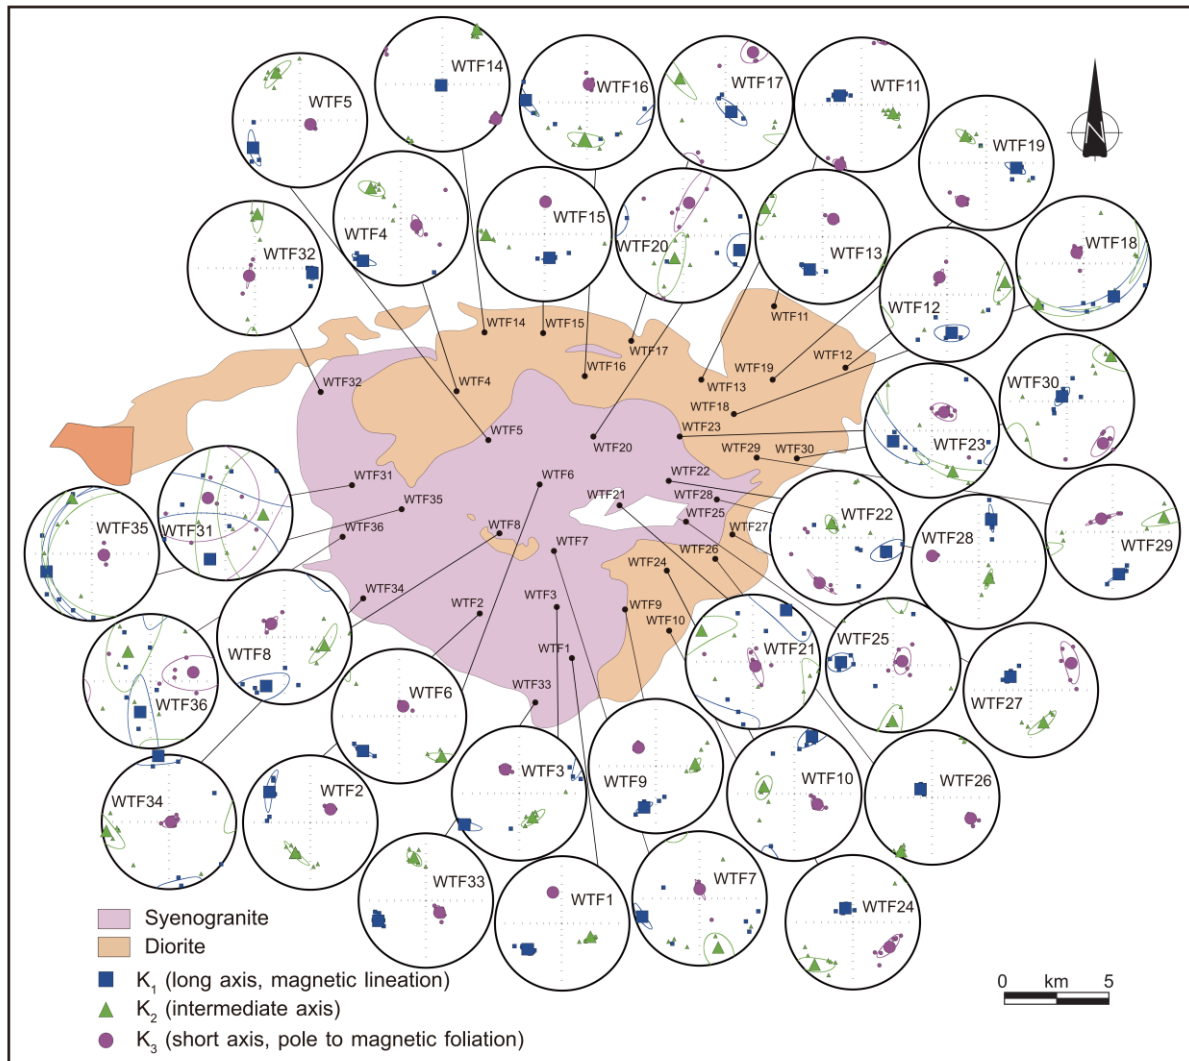 WTF14
WTF5
WTF16
WTF17
WTF11
WTF19
WTF4
WTF15
WTF20
WTF13
WTF32
WTF12
WTF18
N
WTF14
WTF15
WTF11
WTF17
WTF16
WTF12
WTF19
WTF13
WTF32
WTF4
WTF18
WTF30
WTF5
WTF20
WTF23
WTF23
WTF29
WTF30
WTF6
WTF22
WTF31
WTF21
WTF28
WTF35
WTF25
WTF36
WTF8
WTF7
WTF27
WTF26
WTF24
WTF34
WTF2
WTF3
WTF9
WTF10
WTF1
WTF33
WTF35
WTF31
WTF22
WTF28
WTF29
WTF8
WTF21
WTF25
WTF27
WTF36
WTF6
WTF3
WTF9
WTF10
WTF26
WTF34
WTF2
WTF33
WTF1
WTF7
WTF24
Syenogranite
Diorite
K1 (long axis, magnetic lineation)
K2 (intermediate axis)
K3 (short axis, pole to magnetic foliation)
0 km 5